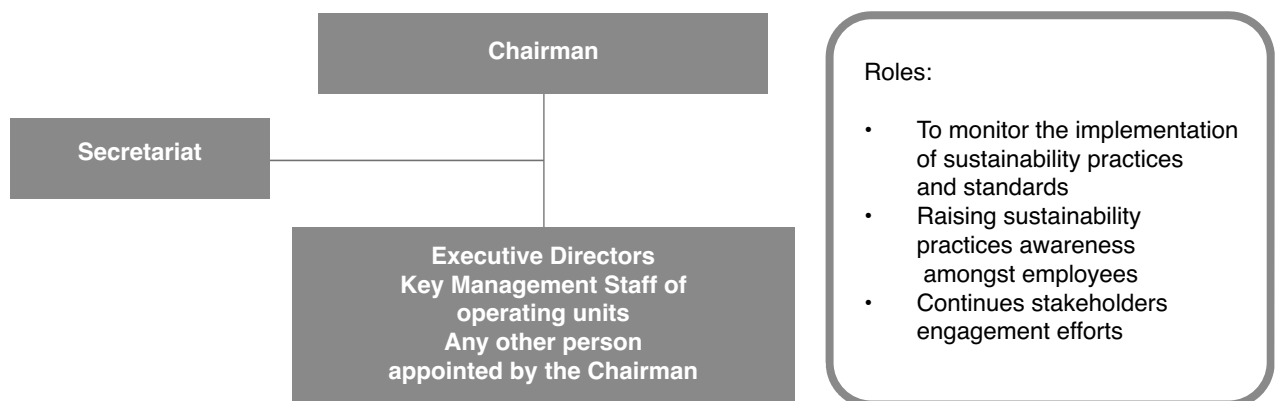 Chairman
Secretariat
Executive Directors
Key Management Staff of
operating units
Any other person
appointed by the Chairman
Roles:
• To monitor the implementation
of sustainability practices
and standards
• Raising sustainability
practices awareness
amongst employees
• Continues stakeholders
engagement efforts